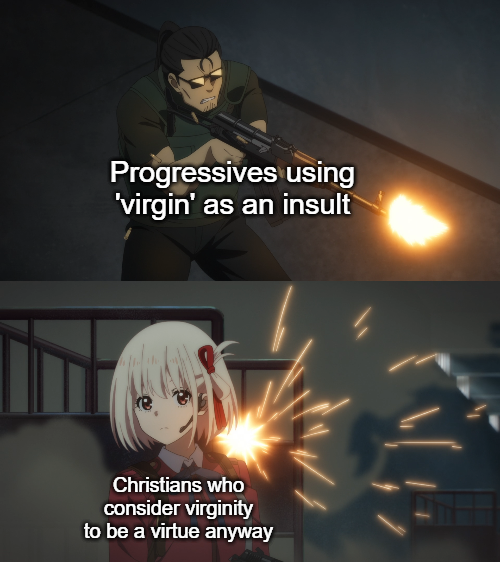 Progressives using
'virgin' as an insult
Christians who
consider virginity
to be a virtue anyway